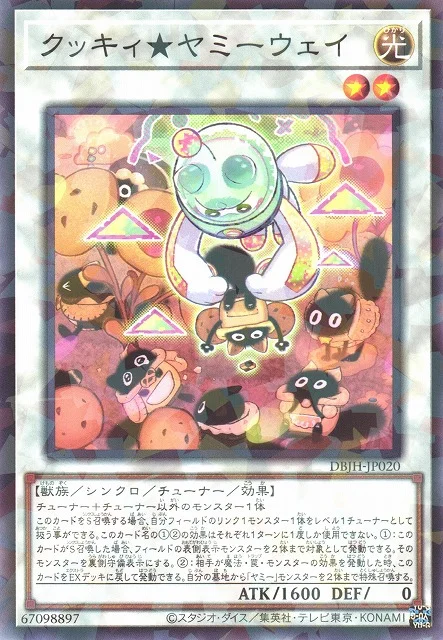 クッキィ★ヤミーウェイ
光
DBJH-JP020
【獣族／シンクロ／チューナー／効果】
チューナー＋チューナー以外のモンスター1体
このカードをS召喚する場合、自分フィールドのリンク1モンスター1体をレベル1チューナーとして
扱う事ができる。このカード名の①②の効果はそれぞれ1ターンに1度しか使用できない。①：この
カードがS召喚した場合、フィールドの表側表示モンスターを2体まで対象として発動できる。その
モンスターを裏側守備表示にする。②：相手が魔法・罠・モンスターの効果を発動した時、この
カードをEXデッキに戻して発動できる。自分の墓地から「ヤミー」モンスターを2体まで特殊召喚する。
ATK/1600 DEF/ 0
67098897
©スタジオ・ダイス／集英社・テレビ東京・KONAMI